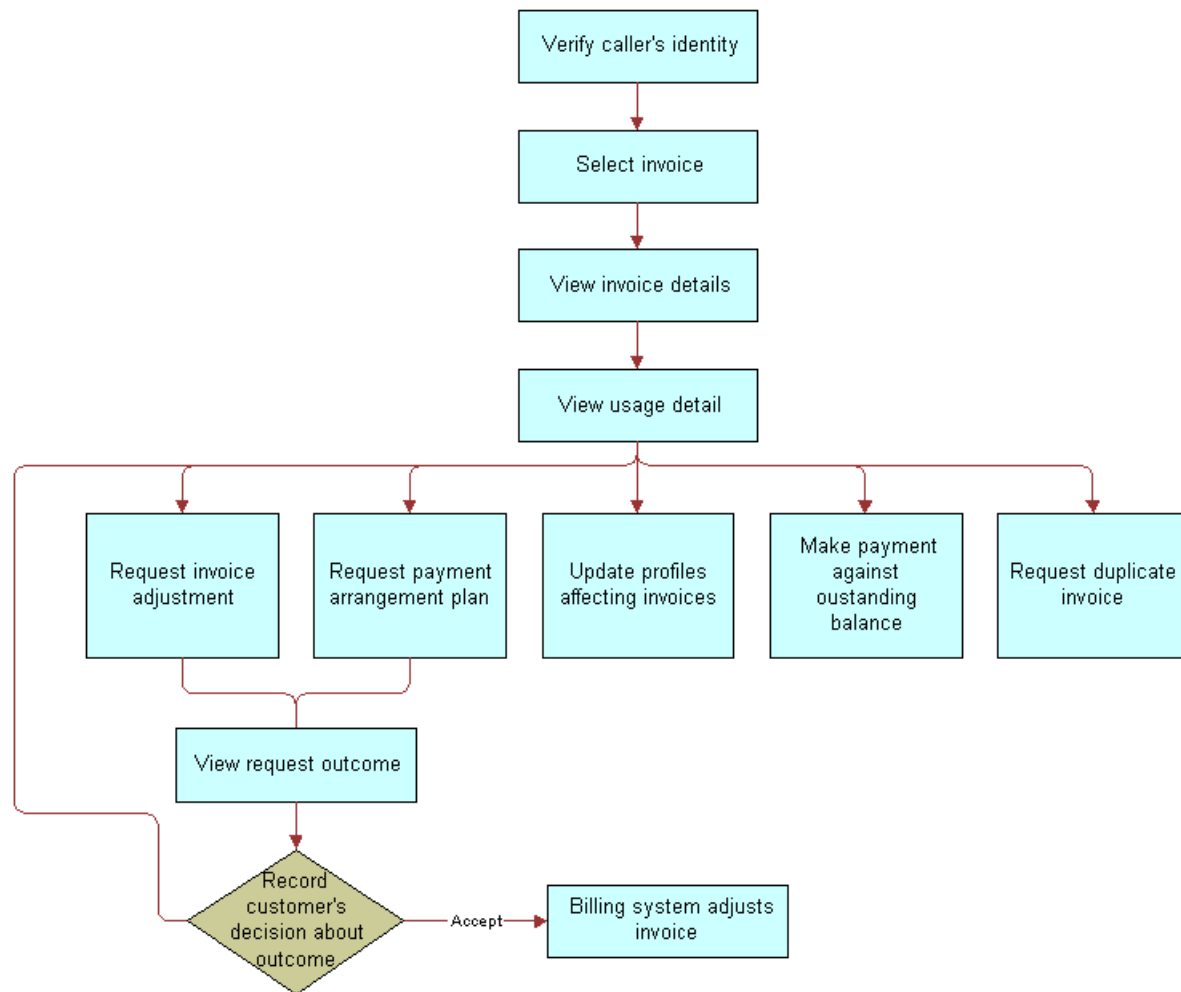 Verify caller's identity
Select invoice
View invoice details
View usage detail
Request invoice
adjustment
Request payment
arrangement plan
Update profiles
affecting invoices
Make payment
against
oustanding
balance
Request duplicate
invoice
View request outcome
Record
customer's
decision about
outcome
Accept
Billing system adjusts
invoice